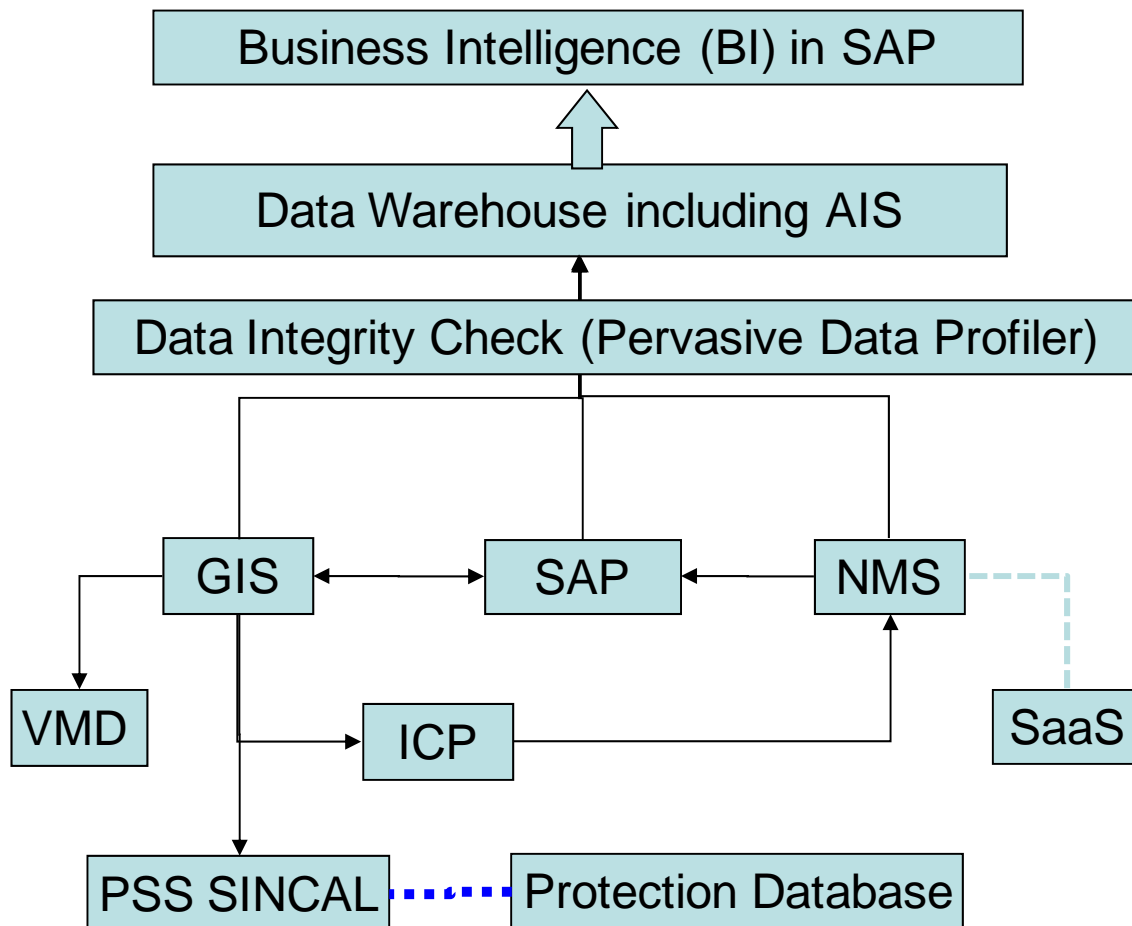 Business Intelligence (BI) in SAP
Data Warehouse including AIS
Data Integrity Check (Pervasive Data Profiler)
GIS
SAP
NMS
VMD
ICP
SaaS
PSS SINCAL
Protection Database